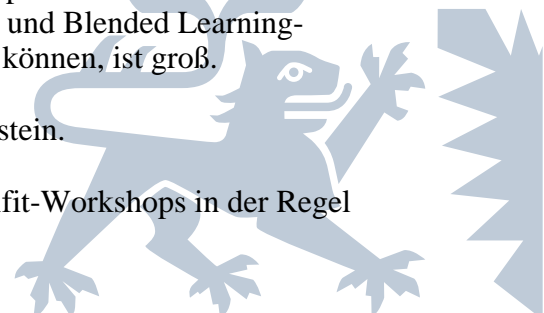 und Blended Learning-
können, ist groß.
stein.
fit-Workshops in der Regel